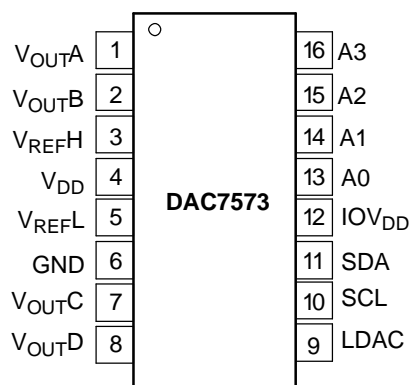 VOUTA 1 16 A3
VOUTB 2 15 A2
VREFH 3 14 A1
VDD 4 13 A0
DAC7573
VREFL 5 12 IOVDD
GND 6 11 SDA
VOUTC 7 10 SCL
VOUTD 8 9 LDAC